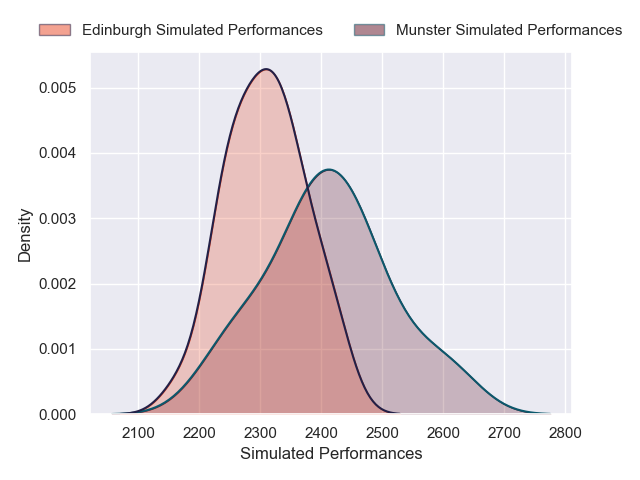 Edinburgh Simulated Performances Munster Simulated Performances
0.005
0.004
0.003
0.002
0.001
0.000
Density
2100 2200 2300 2400 2500 2600 2700 2800
Simulated Performances